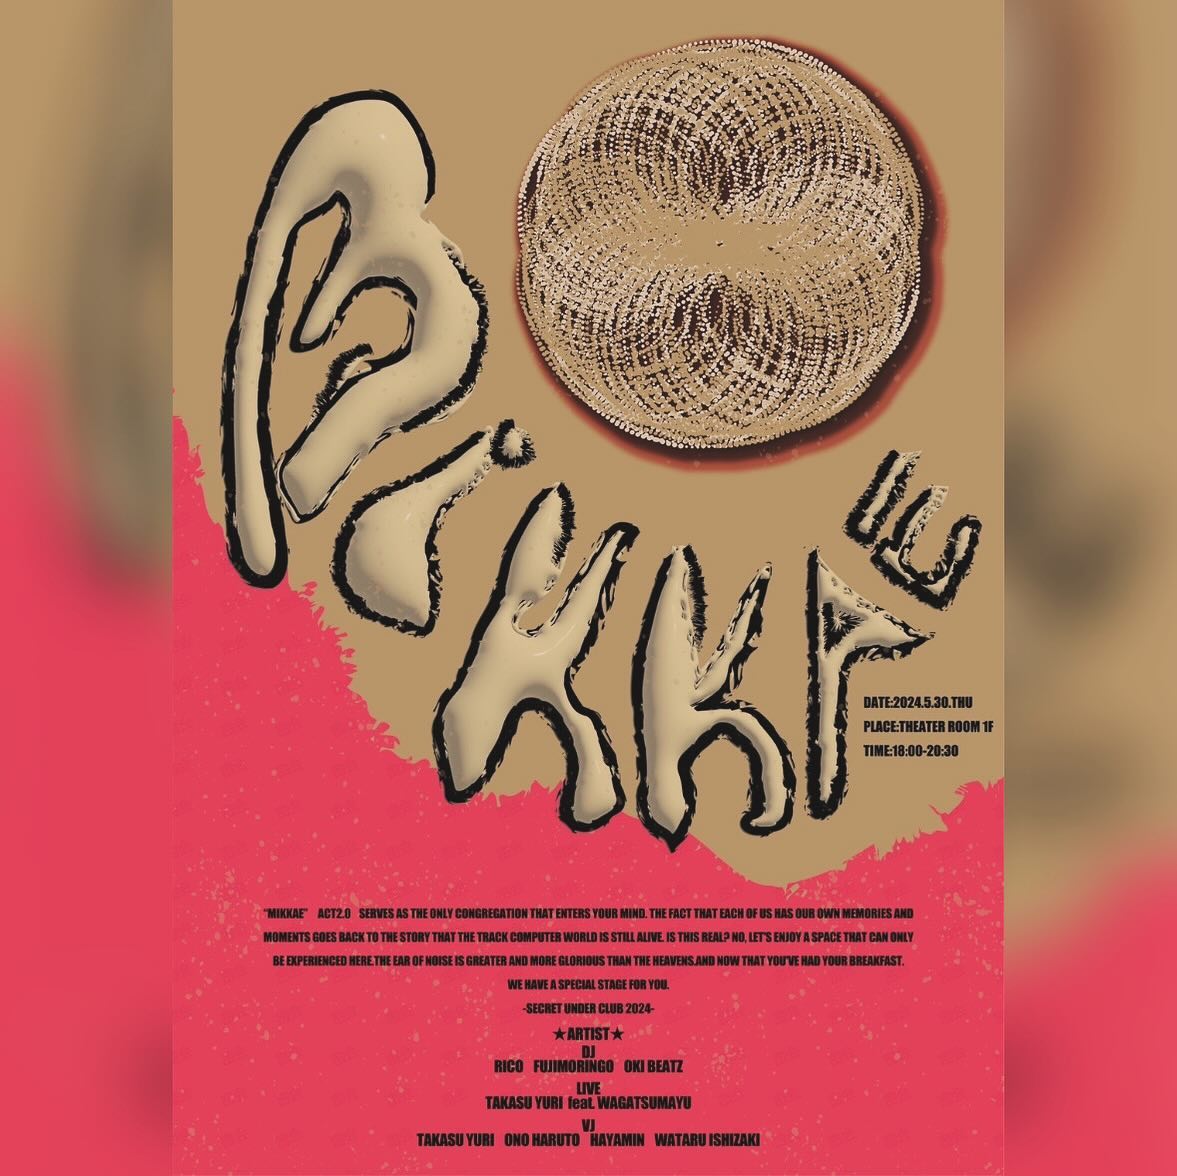 MIKKAE
DATE:2024.5.30.THU
PLACE:THEATER ROOM 1F
TIME:18:00-20:30
"MIKKAE" ACT2.0 SERVES AS THE ONLY CONGREGATION THAT ENTERS YOUR MIND. THE FACT THAT EACH OF US HAS OUR OWN MEMORIES AND
MOMENTS GOES BACK TO THE STORY THAT THE TRACK COMPUTER WORLD IS STILL ALIVE. IS THIS REAL? NO, LET'S ENJOY A SPACE THAT CAN ONLY
BE EXPERIENCED HERE.THE EAR OF NOISE IS GREATER AND MORE GLORIOUS THAN THE HEAVENS.AND NOW THAT YOU'VE HAD YOUR BREAKFAST.
WE HAVE A SPECIAL STAGE FOR YOU.
-SECRET UNDER CLUB 2024-
★ARTIST★
DJ
RICO FUJIMORINGO OKI BEATZ
LIVE
TAKASU YURI feat. WAGATSUMAYU
VJ
TAKASU YURI ONO HARUTO HAYAMIN WATARU ISHIZAKI